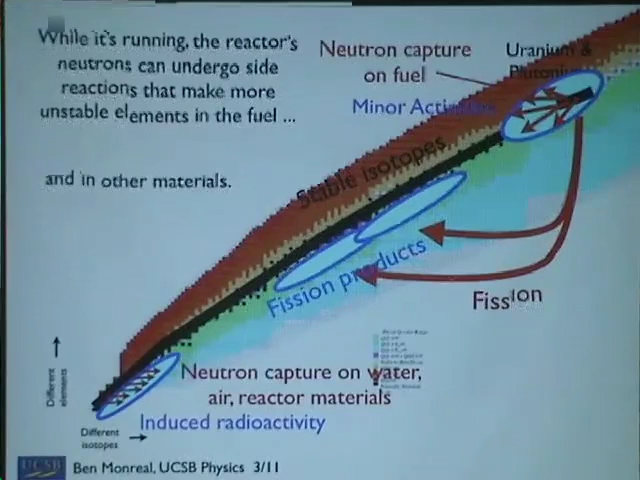 While it's running, the reactor's
neutrons can undergo side
reactions that make more
unstable elements in the fuel ...
and in other materials.
Neutron capture
on fuel
Uranium &
Plutonium
Minor Actinides
Stable isotopes
Fission products
Fission
Neutron capture on water,
air, reactor materials
Induced radioactivity
Different
elements
Different
isotopes
UCSB
Ben Monreal, UCSB Physics 3/11